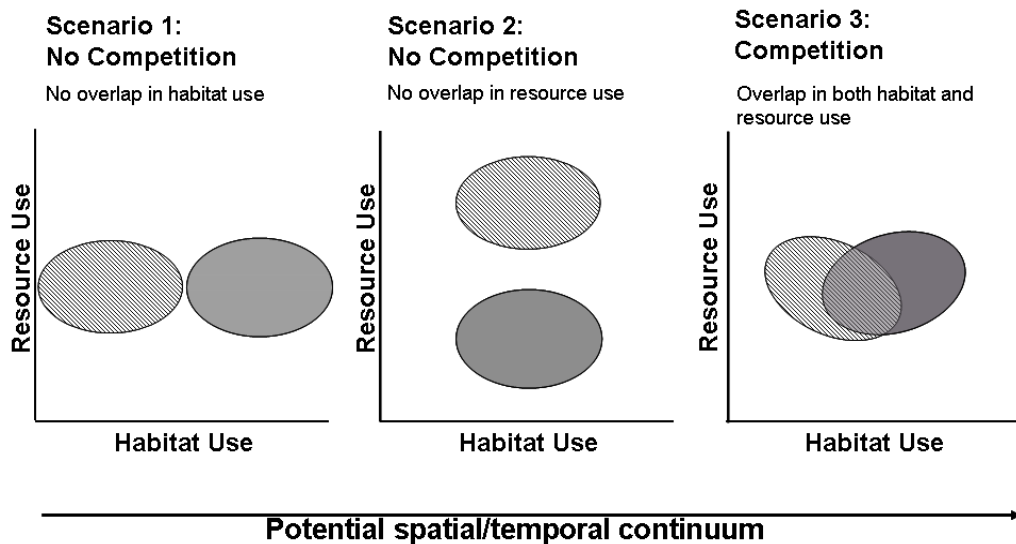 Scenario 1:
No Competition
No overlap in habitat use
Resource Use
Habitat Use
Scenario 2:
No Competition
No overlap in resource use
Resource Use
Habitat Use
Scenario 3:
Competition
Overlap in both habitat and
resource use
Resource Use
Habitat Use
Potential spatial/temporal continuum